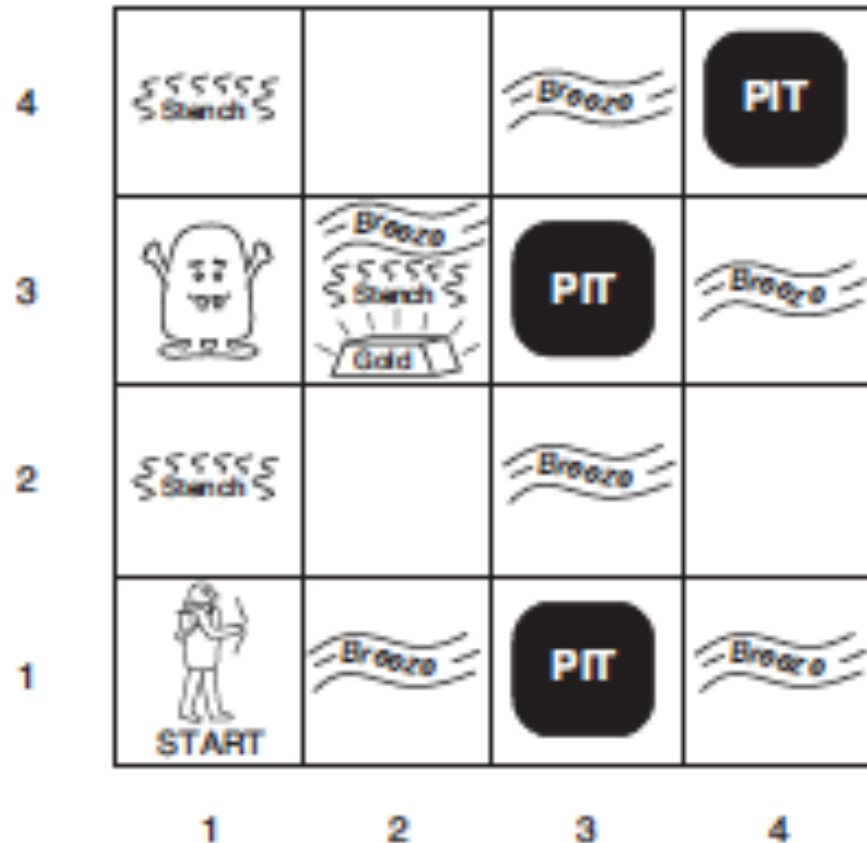 4 Stench Breeze PIT
Breeze
3 Stench PIT Breeze
Gold
2 Stench Breeze
1 Breeze PIT Breeze
START
1 2 3 4